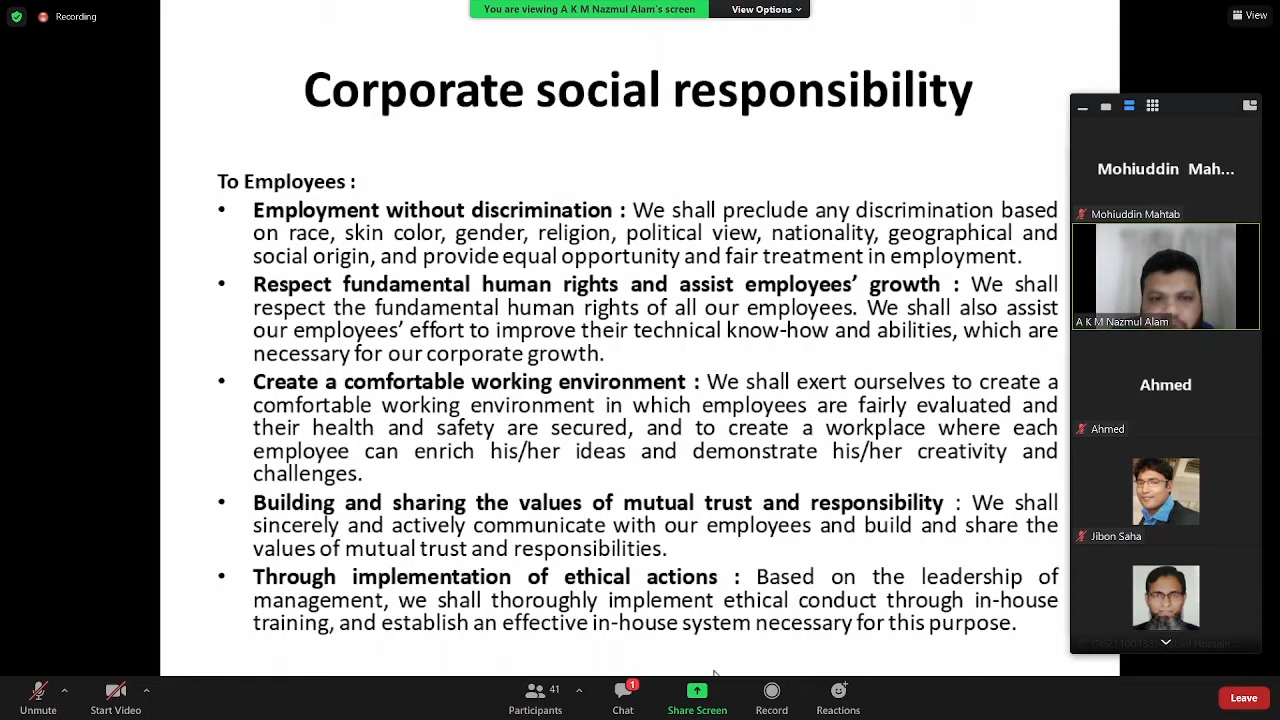 Recording
You are viewing A K M Nazmul Alam's screen
View Options
View
Corporate social responsibility
To Employees :
• Employment without discrimination : We shall preclude any discrimination based
on race, skin color, gender, religion, political view, nationality, geographical and
social origin, and provide equal opportunity and fair treatment in employment.
• Respect fundamental human rights and assist employees' growth : We shall
respect the fundamental human rights of all our employees. We shall also assist
our employees' effort to improve their technical know-how and abilities, which are
necessary for our corporate growth.
• Create a comfortable working environment : We shall exert ourselves to create a
comfortable working environment in which employees are fairly evaluated and
their health and safety are secured, and to create a workplace where each
employee can enrich his/her ideas and demonstrate his/her creativity and
challenges.
• Building and sharing the values of mutual trust and responsibility : We shall
sincerely and actively communicate with our employees and build and share the
values of mutual trust and responsibilities.
• Through implementation of ethical actions : Based on the leadership of
management, we shall thoroughly implement ethical conduct through in-house
training, and establish an effective in-house system necessary for this purpose.
Mohiuddin Mah...
Mohiuddin Mahtab
A K M Nazmul Alam
Ahmed
Ahmed
Jibon Saha
Hossain
Unmute
Start Video
41
Participants
1
Chat
Share Screen
Record
Reactions
Leave